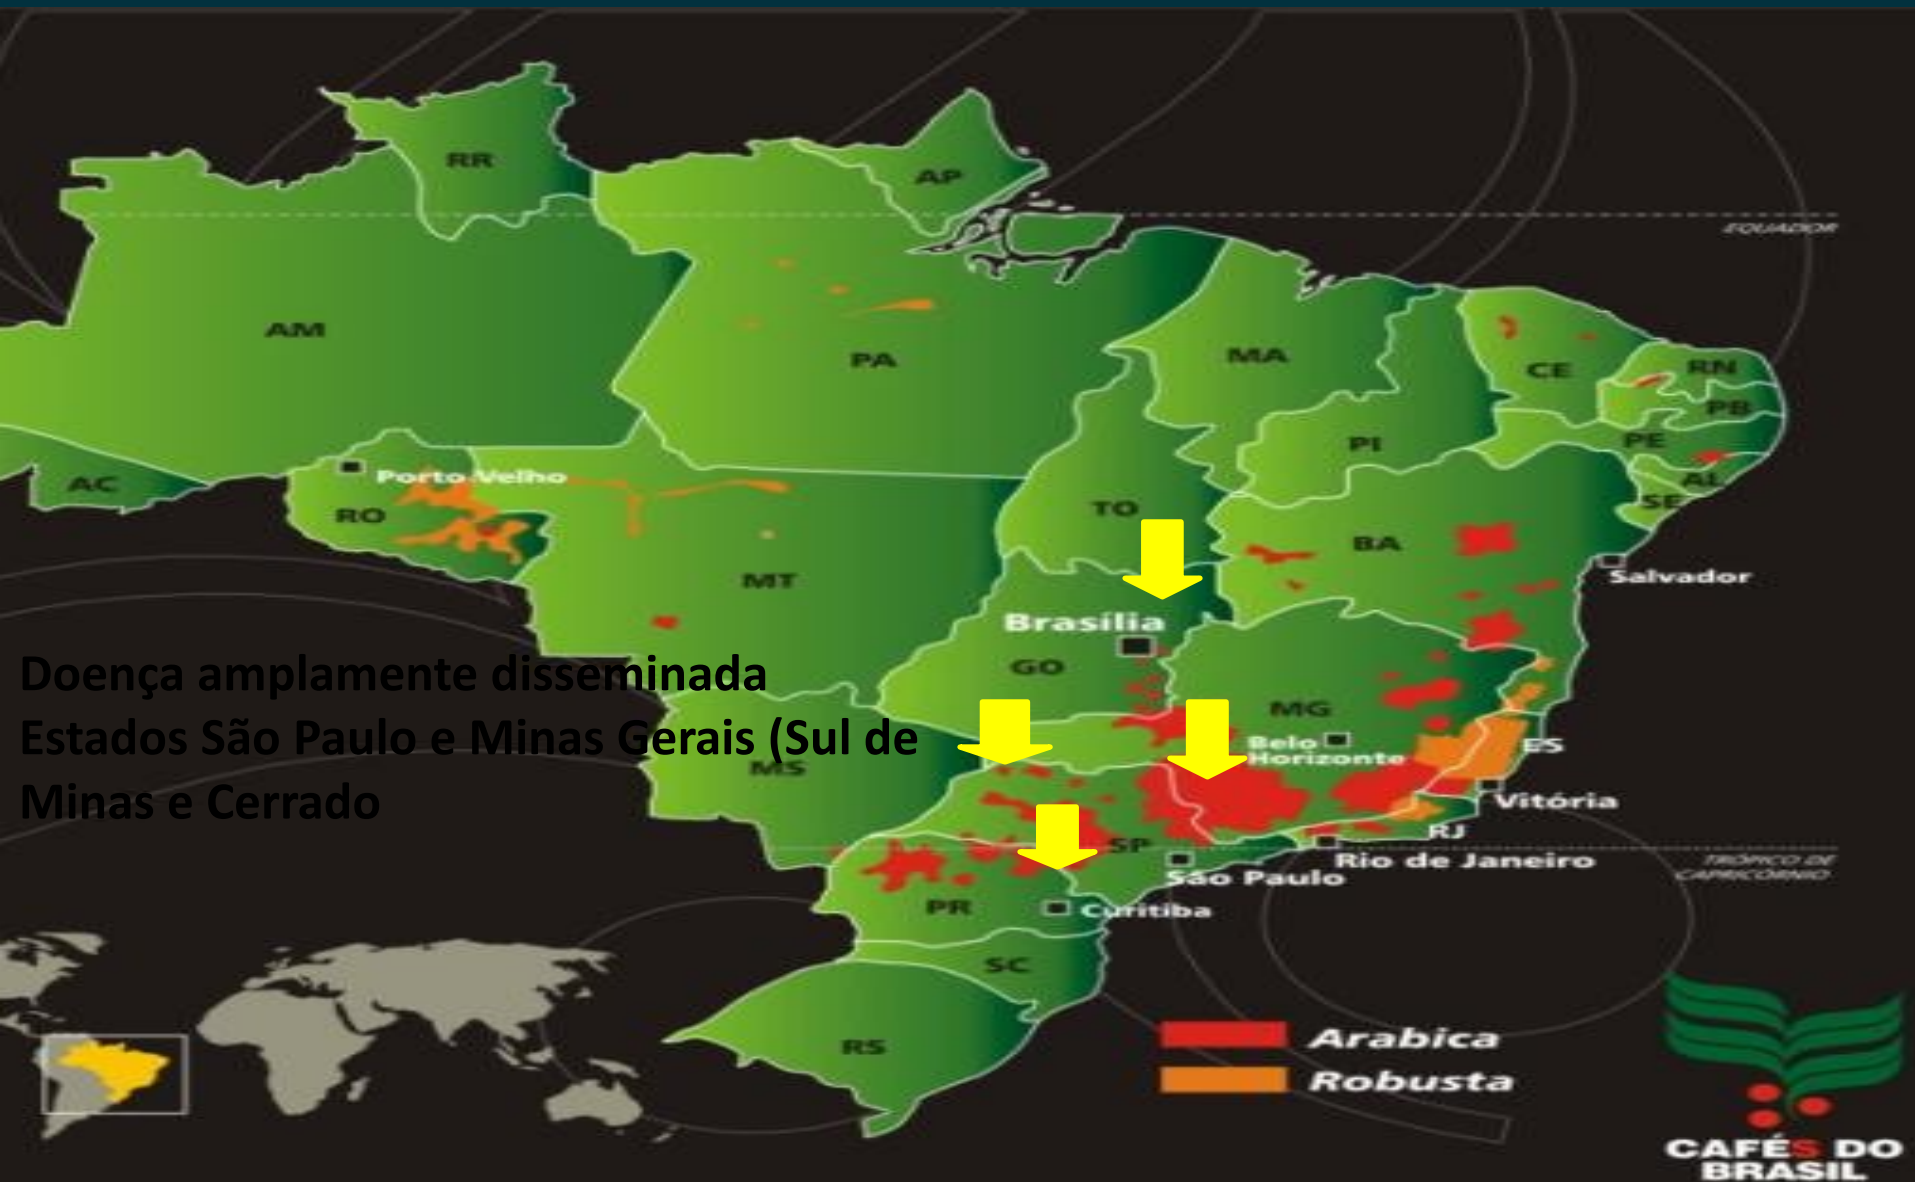 RR
AP
EQUADOR
AM
PA
MA
CE
RN
PB
PI
PE
AC
Porto Velho
AL
SE
RO
TO
BA
MT
Salvador
Brasília
GO
Doença amplamente disseminada
Estados São Paulo e Minas Gerais (Sul de
Minas e Cerrado
MG
Belo
Horizonte
ES
MS
Vitória
RJ
SP
Rio de Janeiro
TRÓPICO DE
CAPRICÓRNIO
São Paulo
PR
Curitiba
SC
RS
Arabica
Robusta
CAFÉS DO
BRASIL